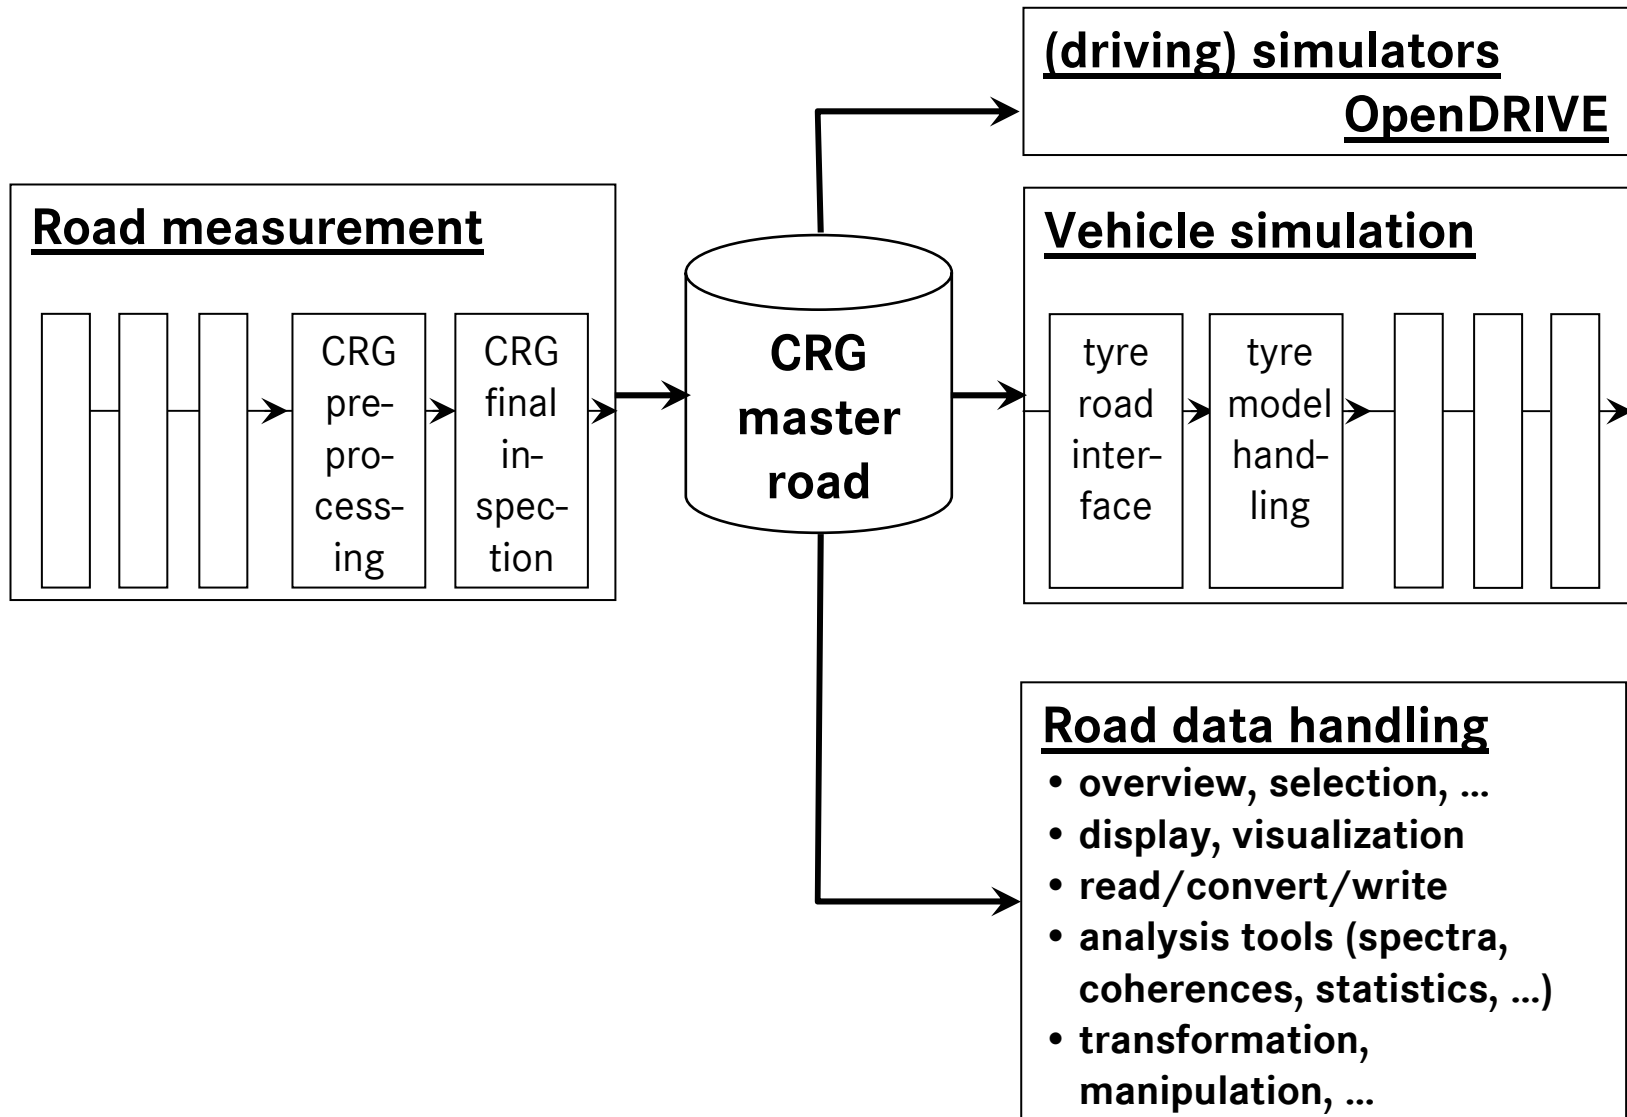 (driving) simulators
OpenDRIVE
Road measurement
CRG
pre-
pro-
cess-
ing
CRG
final
in-
spec-
tion
CRG
master
road
Vehicle simulation
tyre
road
inter-
face
tyre
model
hand-
ling
Road data handling
• overview, selection, ...
• display, visualization
• read/convert/write
• analysis tools (spectra,
coherences, statistics, ...)
• transformation,
manipulation, ...